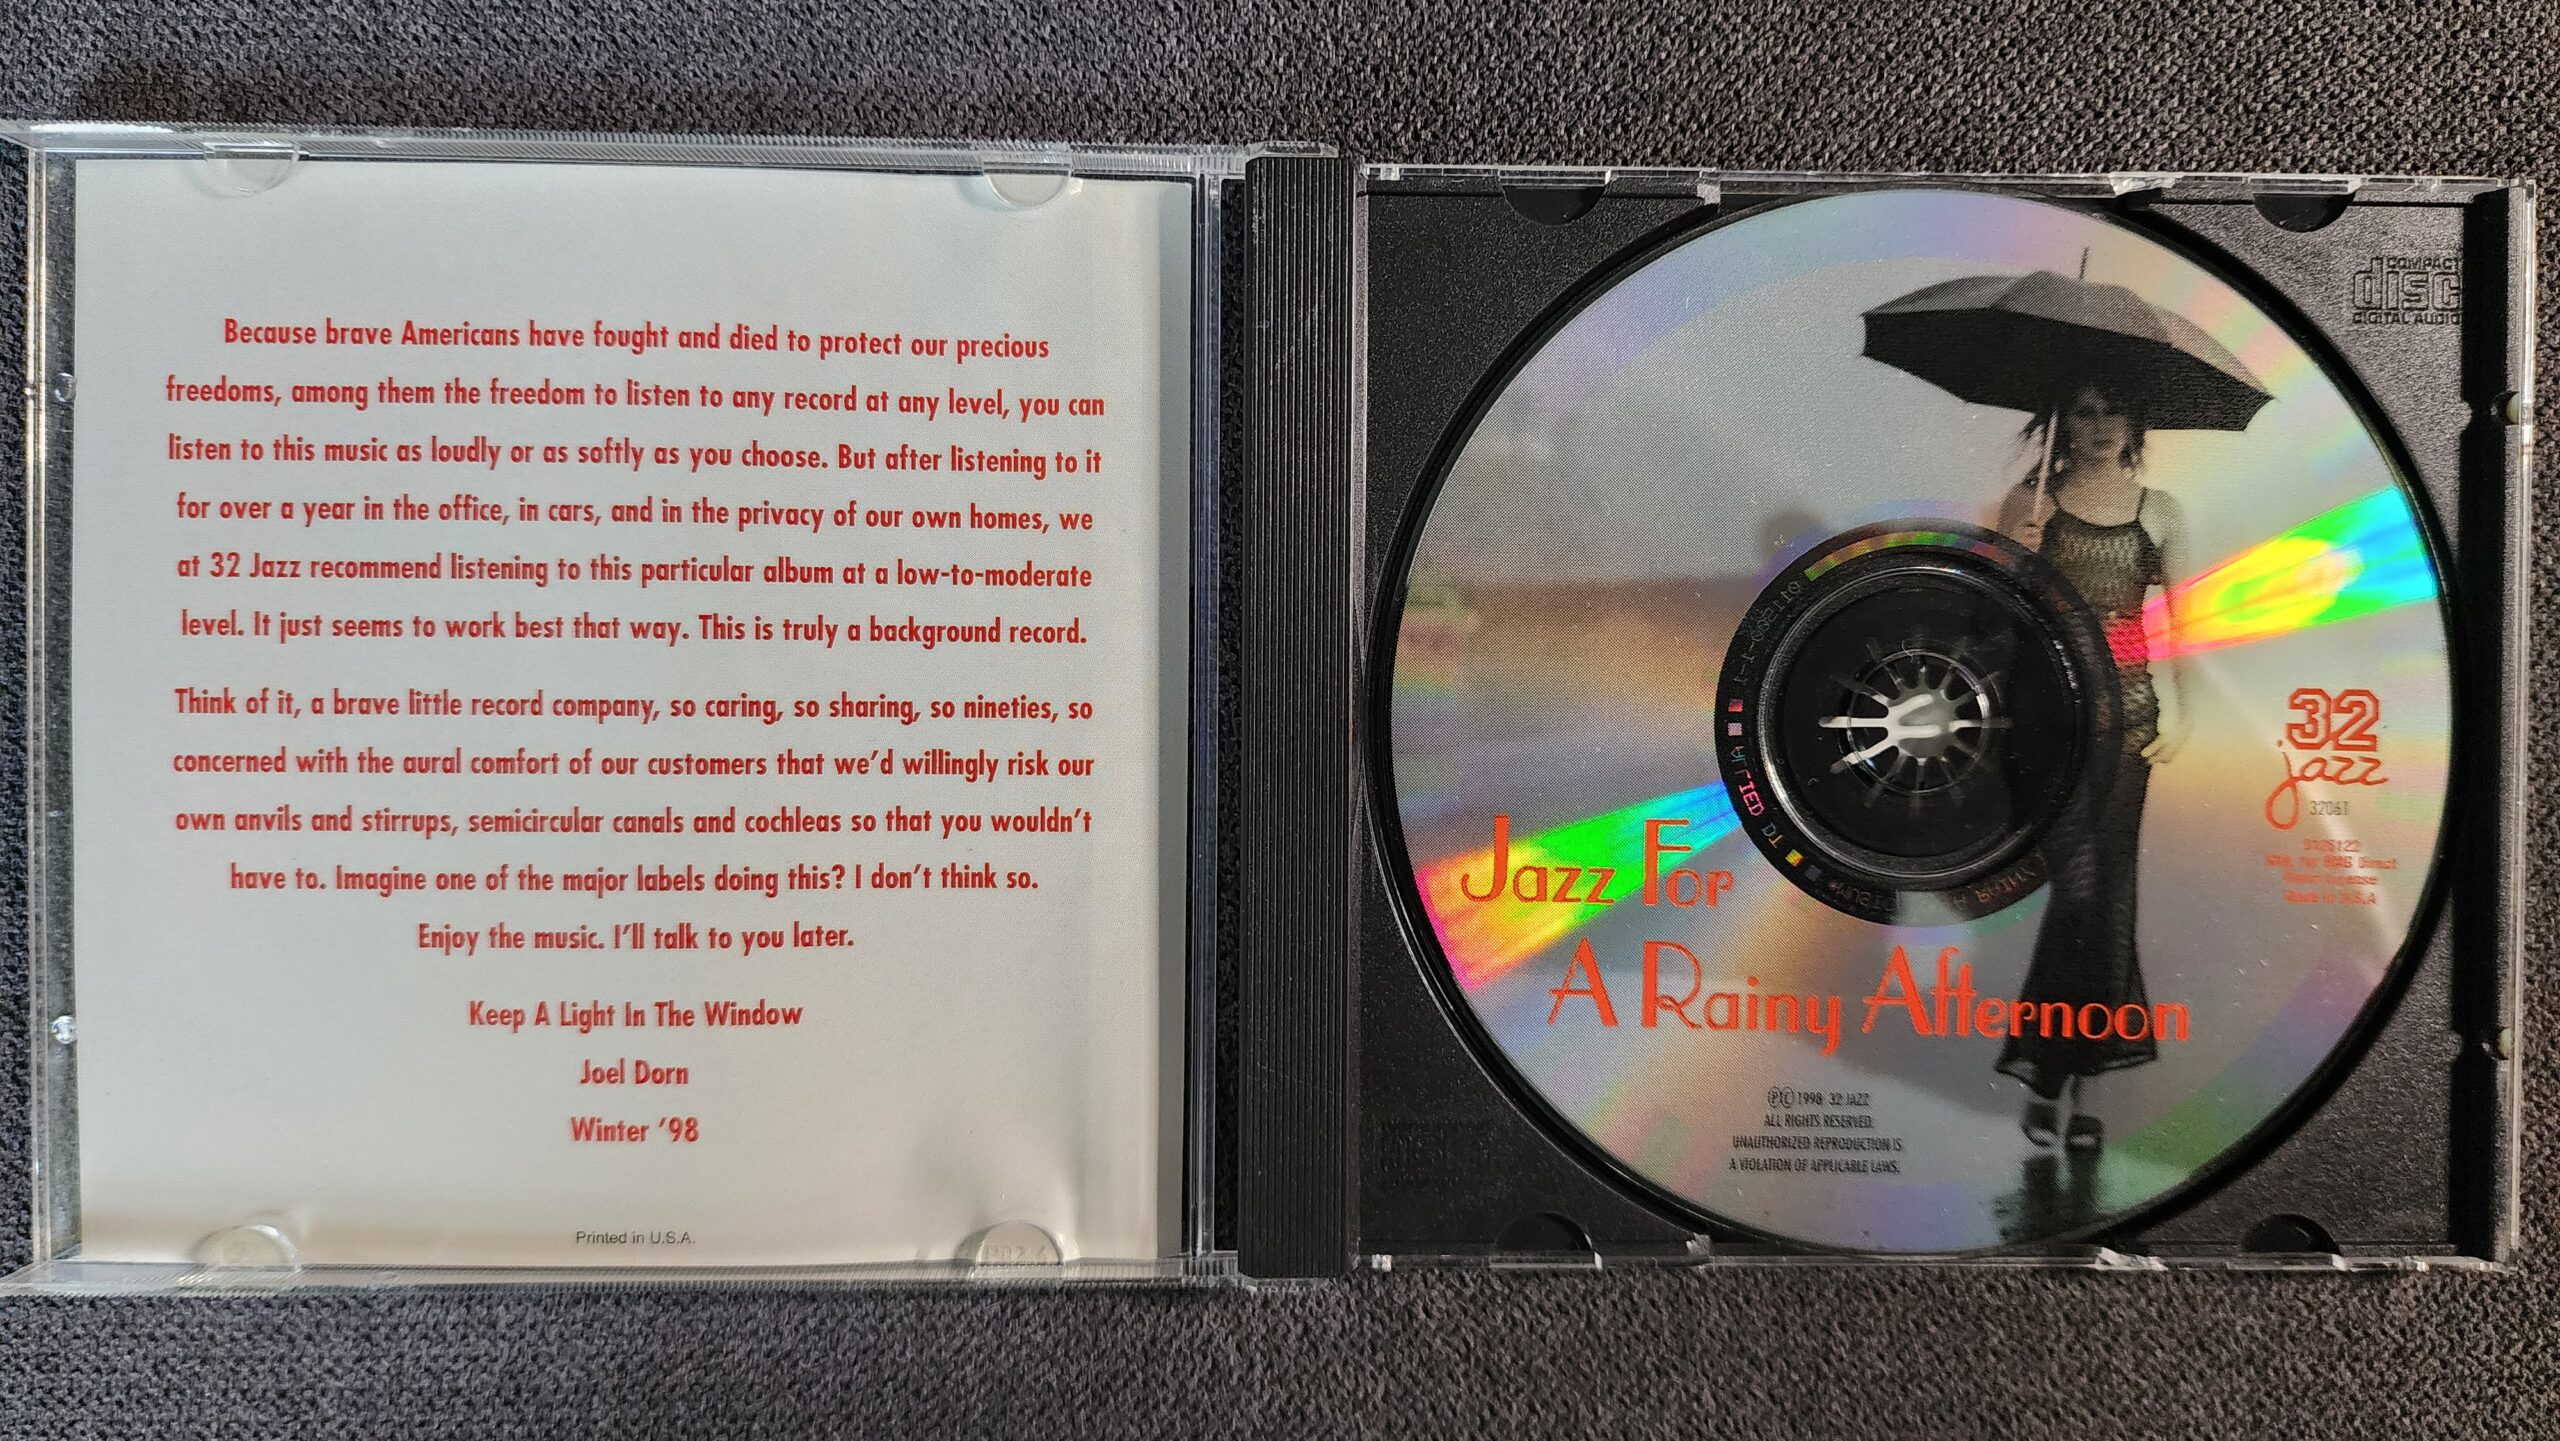 Because brave Americans have fought and died to protect our precious
freedoms, among them the freedom to listen to any record at any level, you can
listen to this music as loudly or as softly as you choose. But after listening to it
for over a year in the office, in cars, and in the privacy of our own homes, we
at 32 Jazz recommend listening to this particular album at a low-to-moderate
level. It just seems to work best that way. This is truly a background record.
Think of it, a brave little record company, so caring, so sharing, so nineties, so
concerned with the aural comfort of our customers that we'd willingly risk our
own anvils and stirrups, semicircular canals and cochleas so that you wouldn't
have to. Imagine one of the major labels doing this? I don't think so.
Enjoy the music. I'll talk to you later.
Keep A Light In The Window
Joel Dorn
Winter '98
Printed in U.S.A.
COMPACT
disc
DIGITAL AUDIO
32
jazz
32061
Jazz For
A Rainy Afternoon
℗© 1998 32 JAZZ
ALL RIGHTS RESERVED.
UNAUTHORIZED REPRODUCTION IS
A VIOLATION OF APPLICABLE LAWS.